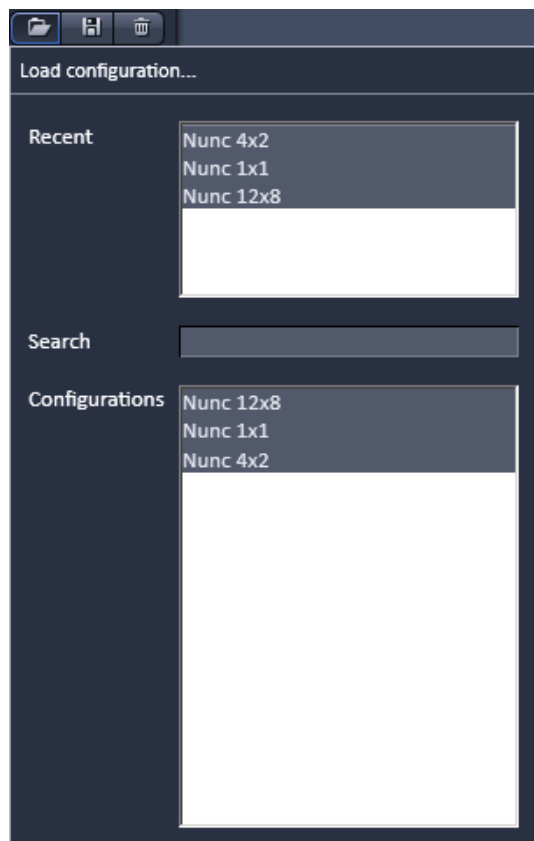 Load configuration...
Recent
Nunc 4x2
Nunc 1x1
Nunc 12x8
Search
Configurations
Nunc 12x8
Nunc 1x1
Nunc 4x2